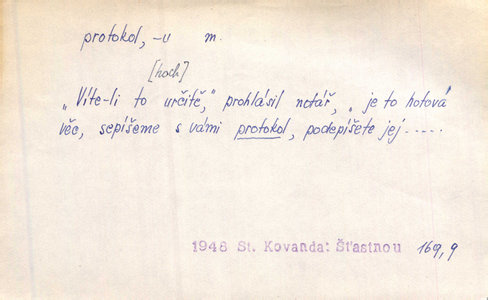 protokol, -u m.
[hoch]
„Víte-li to určitě,“ prohlásil notář, „je to hotová
věc, sepíšeme s vámi protokol, podepíšete jej .....
1946 St. Kovanda: Šťastnou 169,9